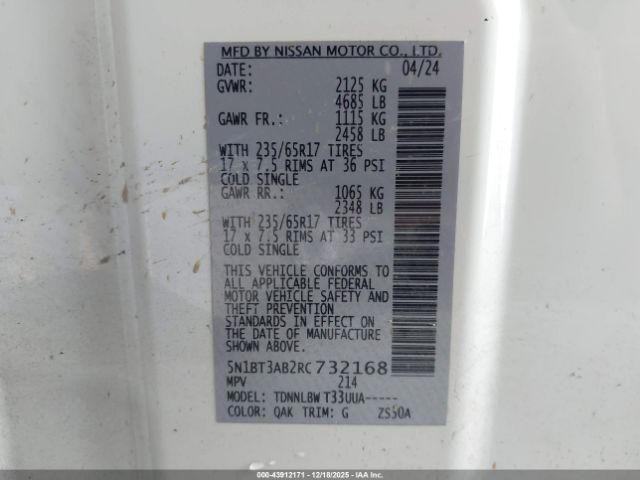 MFD BY NISSAN MOTOR CO., LTD.
DATE: 04/24
GVWR: 2125 KG
4685 LB
GAWR FR.: 1115 KG
2458 LB
WITH 235/65R17 TIRES
17 x 7.5 RIMS AT 36 PSI
COLD SINGLE
GAWR RR.: 1065 KG
2348 LB
WITH 235/65R17 TIRES
17 x 7.5 RIMS AT 33 PSI
COLD SINGLE
THIS VEHICLE CONFORMS TO
ALL APPLICABLE FEDERAL
MOTOR VEHICLE SAFETY AND
THEFT PREVENTION
STANDARDS IN EFFECT ON
THE DATE OF MANUFACTURE
SHOWN ABOVE.
5N1BT3AB2RC732168
MPV 214
MODEL: TDNNLBW T33UUA-----
COLOR: QAK TRIM: G ZS50A
000-43912171 | 12/18/2025 - IAAI.COM